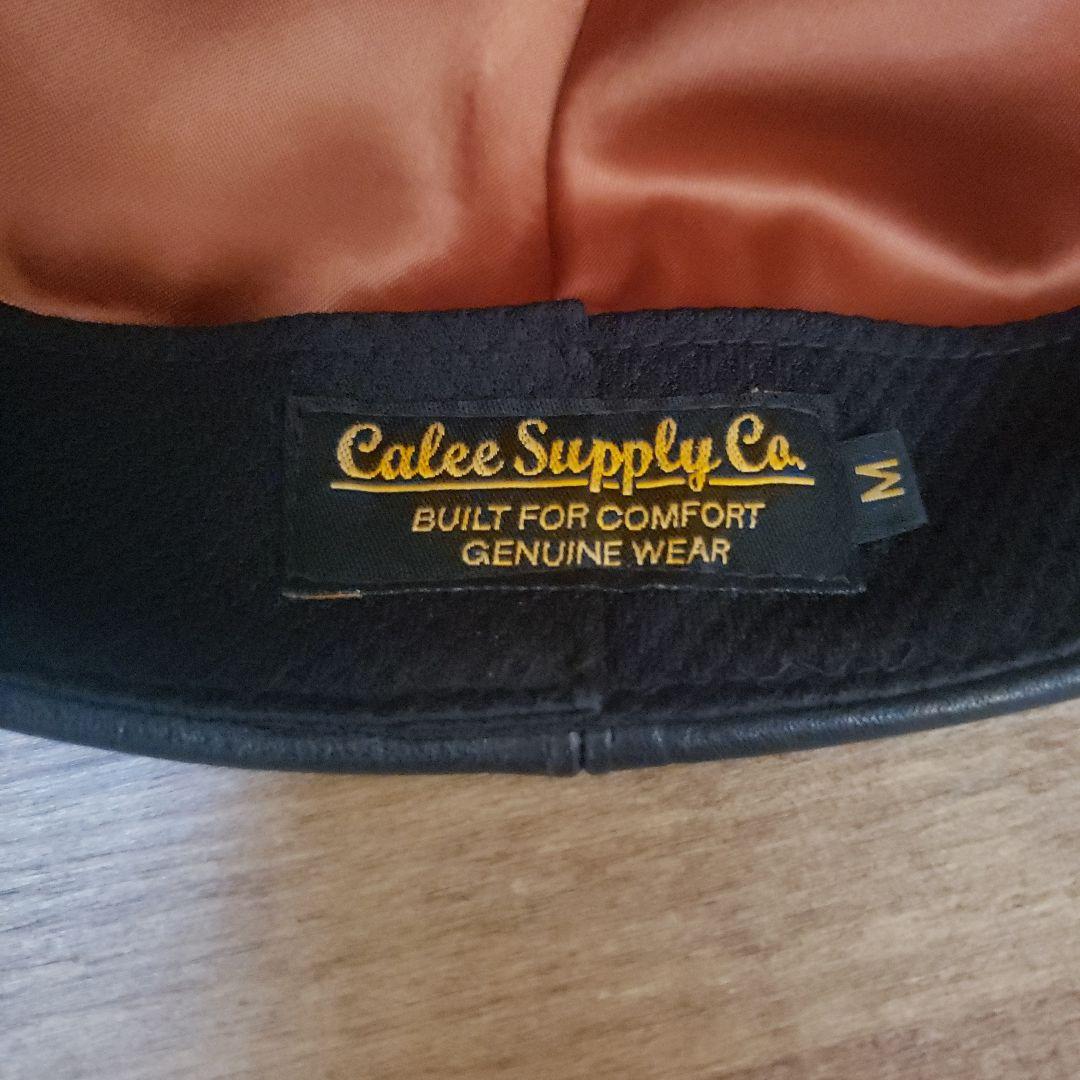 Calee Supply Co.
BUILT FOR COMFORT
GENUINE WEAR
M